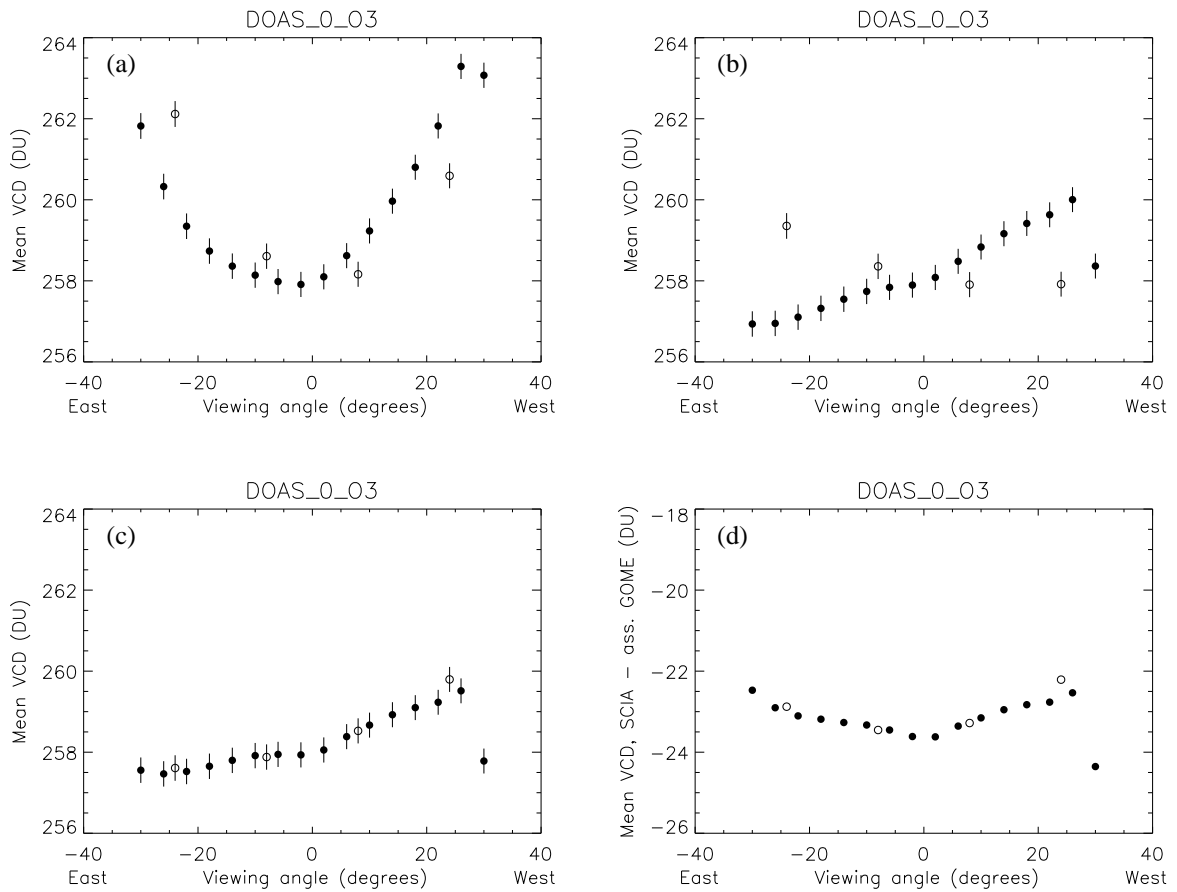 DOAS_0_O3
(a)
264
262
260
258
256
Mean VCD (DU)
−40 −20 0 20 40
East Viewing angle (degrees) West
DOAS_0_O3
(b)
264
262
260
258
256
Mean VCD (DU)
−40 −20 0 20 40
East Viewing angle (degrees) West
DOAS_0_O3
(c)
264
262
260
258
256
Mean VCD (DU)
−40 −20 0 20 40
East Viewing angle (degrees) West
DOAS_0_O3
(d)
−18
−20
−22
−24
−26
Mean VCD, SCIA − ass. GOME (DU)
−40 −20 0 20 40
East Viewing angle (degrees) West